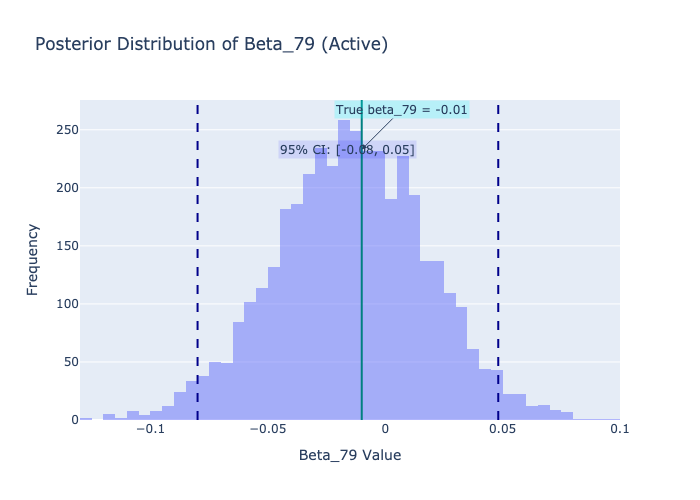 Posterior Distribution of Beta_79 (Active)
True beta_79 = -0.01
95% CI: [-0.08, 0.05]
250
200
150
100
50
0
Frequency
−0.1
−0.05
0
0.05
0.1
Beta_79 Value